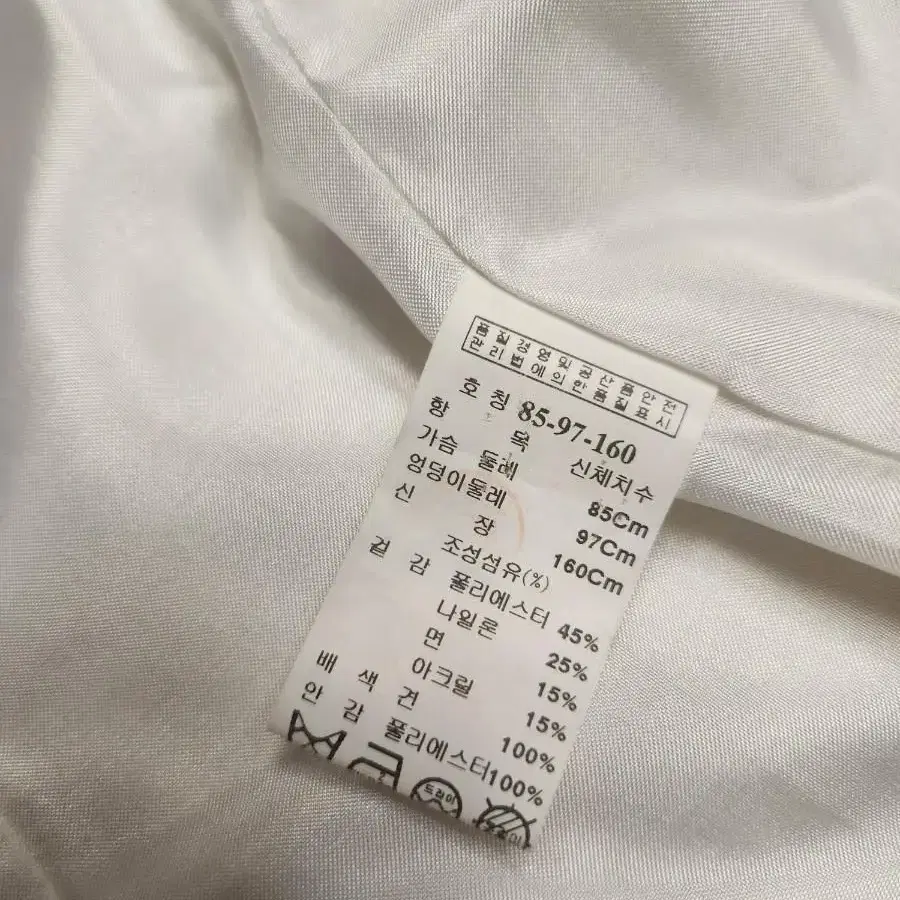 품질경영및공산품안전
관리법에의한품질표시
호칭 85-97-160
항목 신체치수
가슴둘레 85Cm
엉덩이둘레 97Cm
신장 160Cm
조성섬유(%)
겉감 폴리에스터 45%
나일론 25%
면 15%
아크릴 15%
배색 견 100%
안감 폴리에스터 100%
드라이